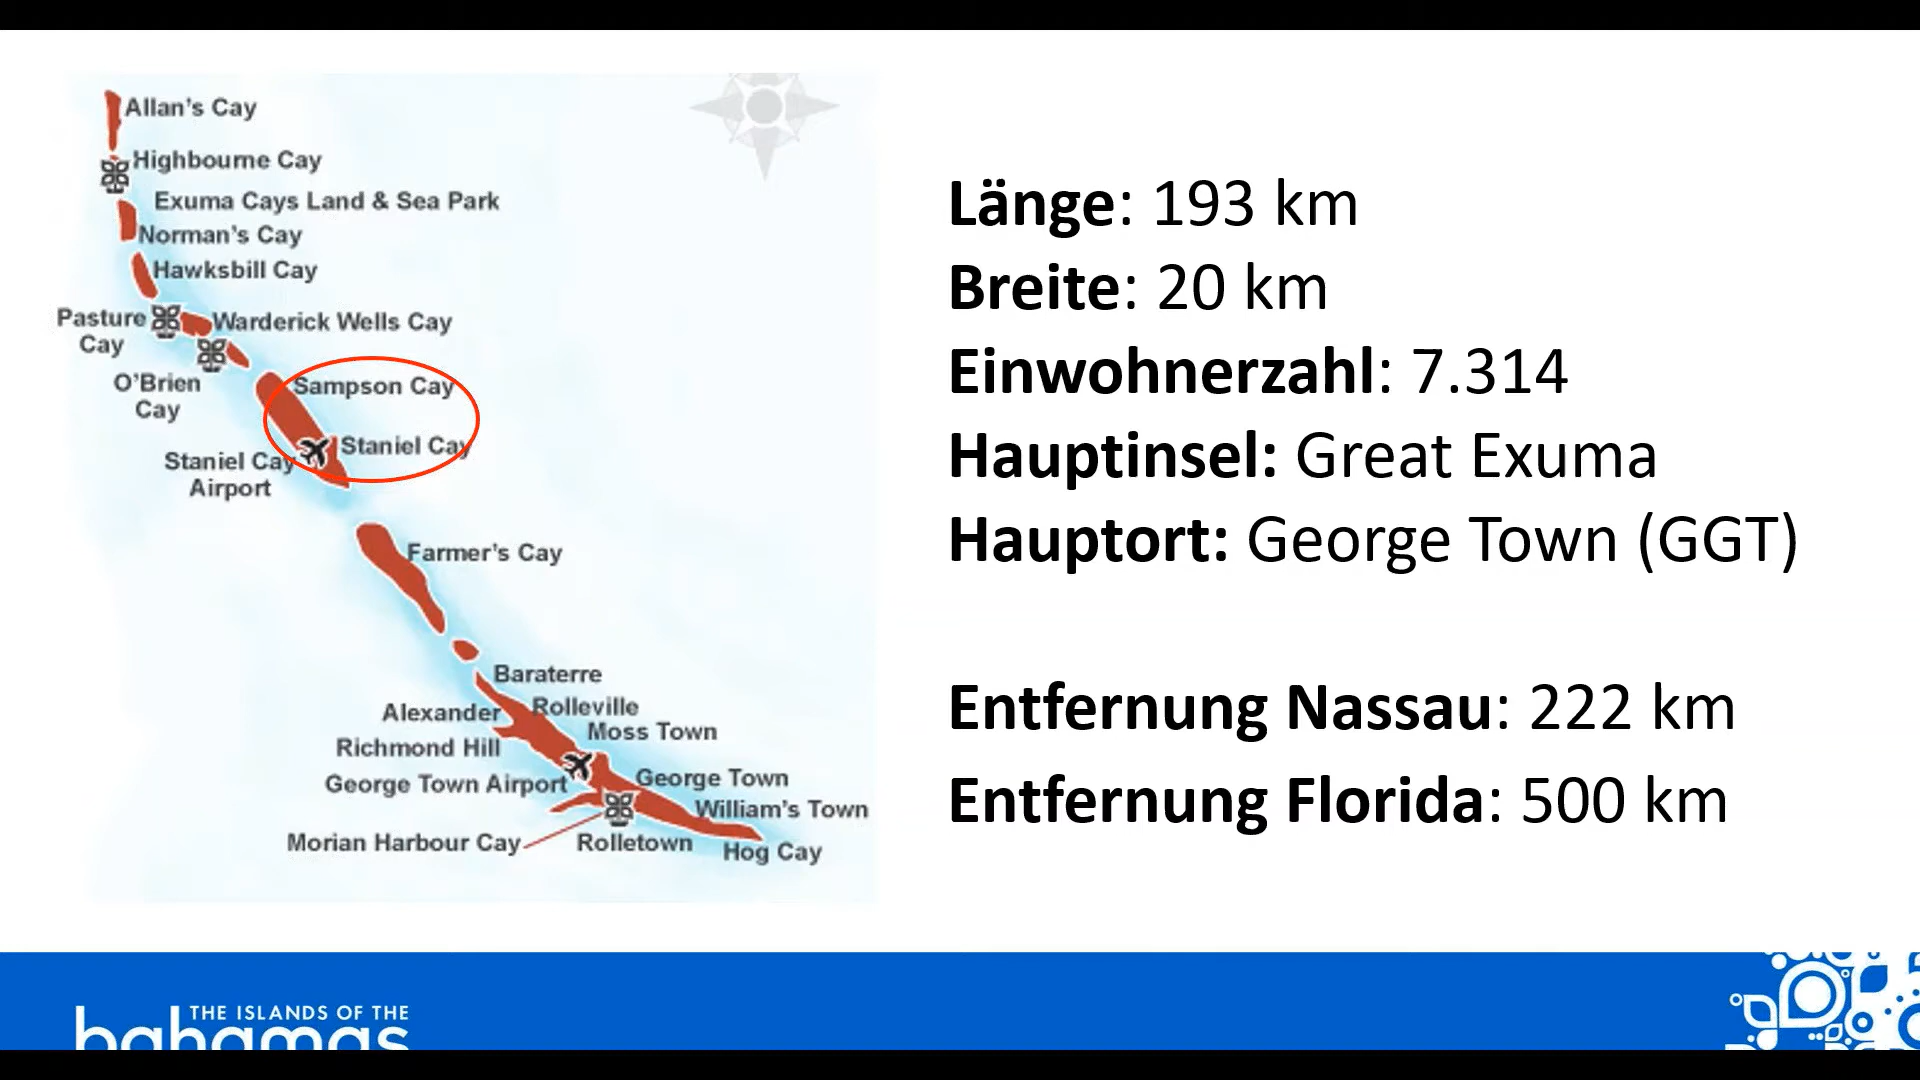 Allan's Cay
Highbourne Cay
Exuma Cays Land & Sea Park
Norman's Cay
Hawksbill Cay
Pasture
Cay
Warderick Wells Cay
O'Brien
Cay
Sampson Cay
Staniel Cay
Staniel Cay
Airport
Farmer's Cay
Baraterre
Rolleville
Alexander
Moss Town
Richmond Hill
George Town Airport
George Town
William's Town
Morian Harbour Cay
Rolletown
Hog Cay
Länge: 193 km
Breite: 20 km
Einwohnerzahl: 7.314
Hauptinsel: Great Exuma
Hauptort: George Town (GGT)
Entfernung Nassau: 222 km
Entfernung Florida: 500 km
THE ISLANDS OF THE
bahamas